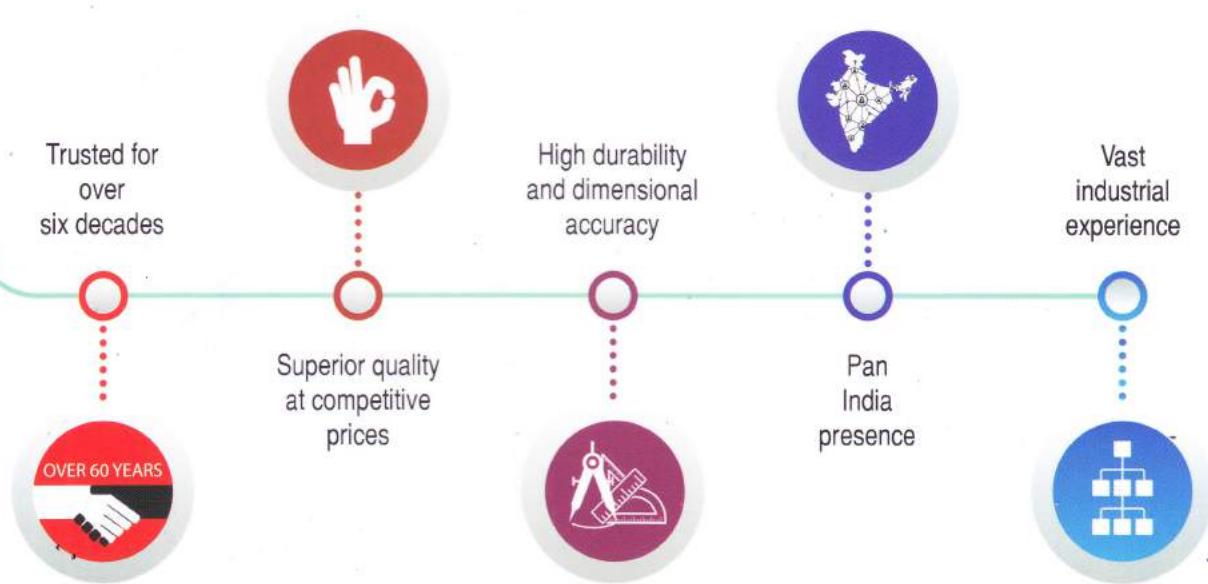 Trusted for
over
six decades
OVER 60 YEARS
Superior quality
at competitive
prices
High durability
and dimensional
accuracy
Pan
India
presence
Vast
industrial
experience